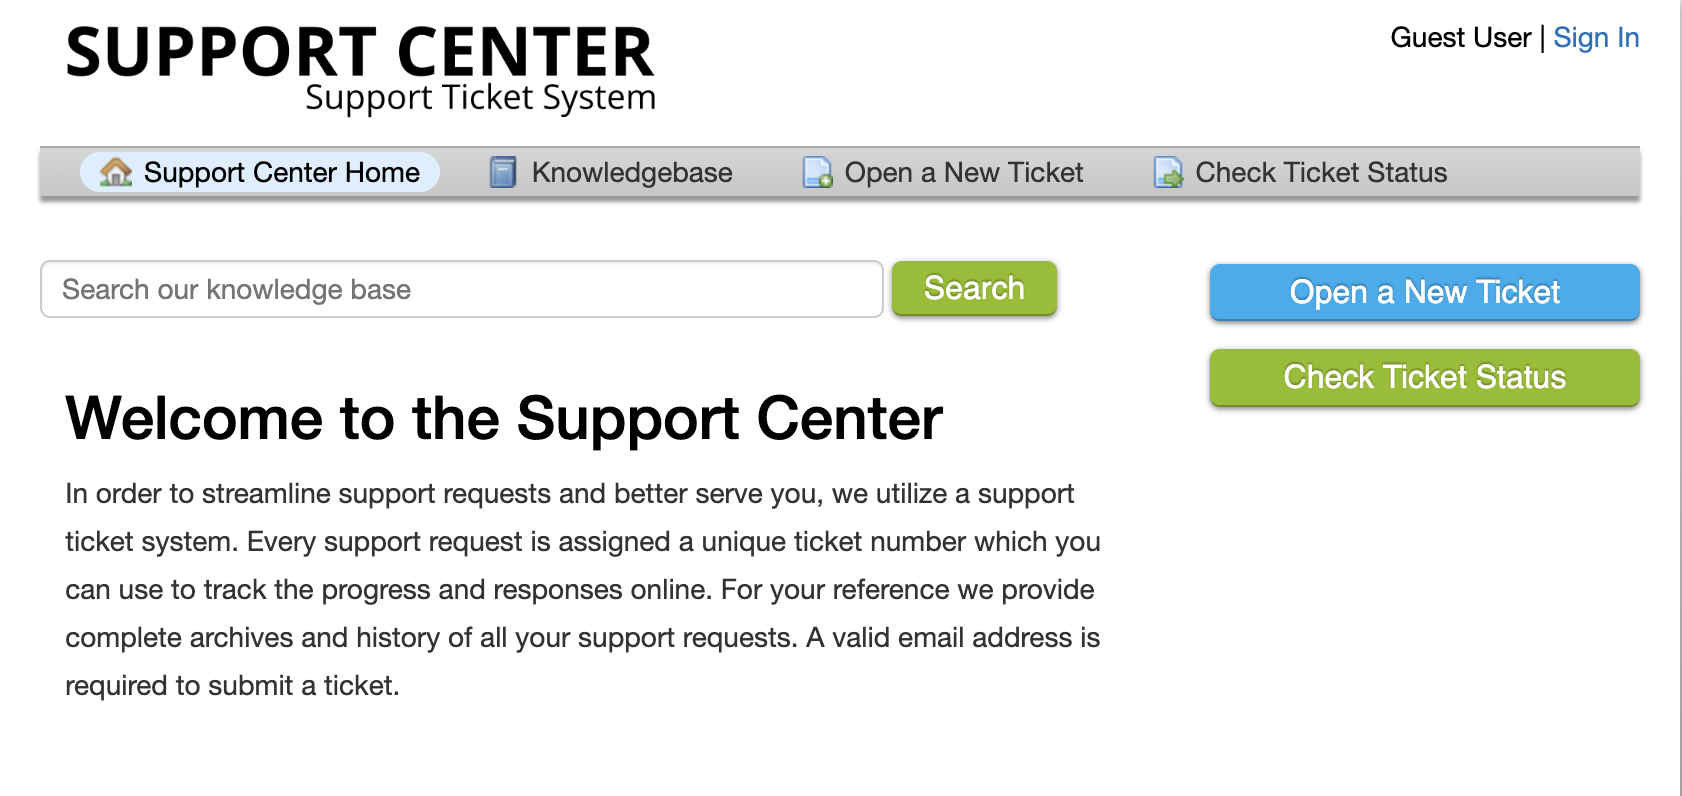 SUPPORT CENTER
Support Ticket System
Guest User | Sign In
Support Center Home
Knowledgebase
Open a New Ticket
Check Ticket Status
Search our knowledge base
Search
Open a New Ticket
Check Ticket Status
Welcome to the Support Center
In order to streamline support requests and better serve you, we utilize a support
ticket system. Every support request is assigned a unique ticket number which you
can use to track the progress and responses online. For your reference we provide
complete archives and history of all your support requests. A valid email address is
required to submit a ticket.